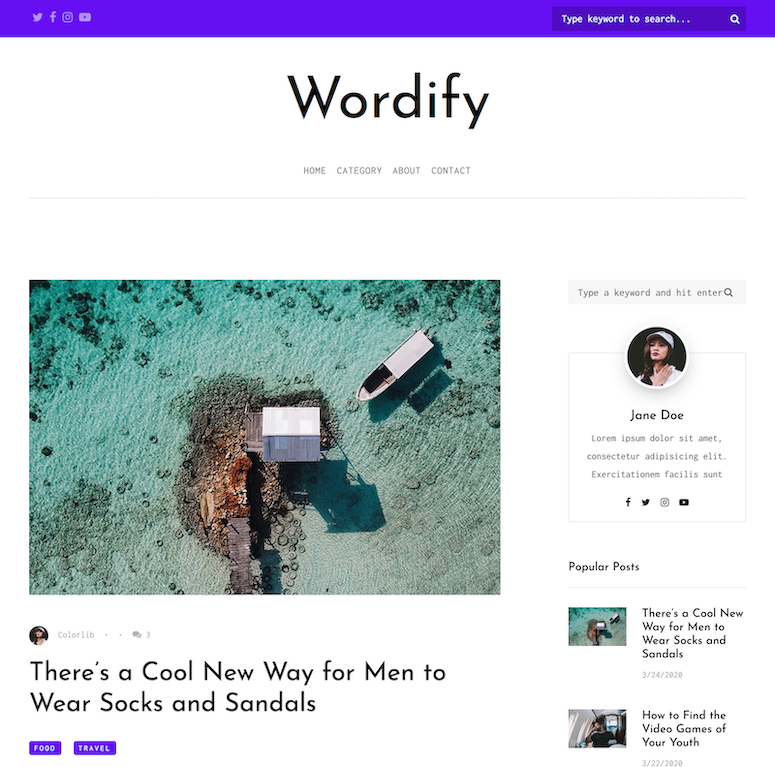 Type keyword to search...
Wordify
HOME CATEGORY ABOUT CONTACT
Type a keyword and hit enter
Jane Doe
Lorem ipsum dolor sit amet,
consectetur adipisicing elit.
Exercitationem facilis sunt
Popular Posts
There's a Cool New
Way for Men to
Wear Socks and
Sandals
3/24/2020
How to Find the
Video Games of
Your Youth
3/22/2020
Colorlib • • 3
There's a Cool New Way for Men to
Wear Socks and Sandals
FOOD TRAVEL